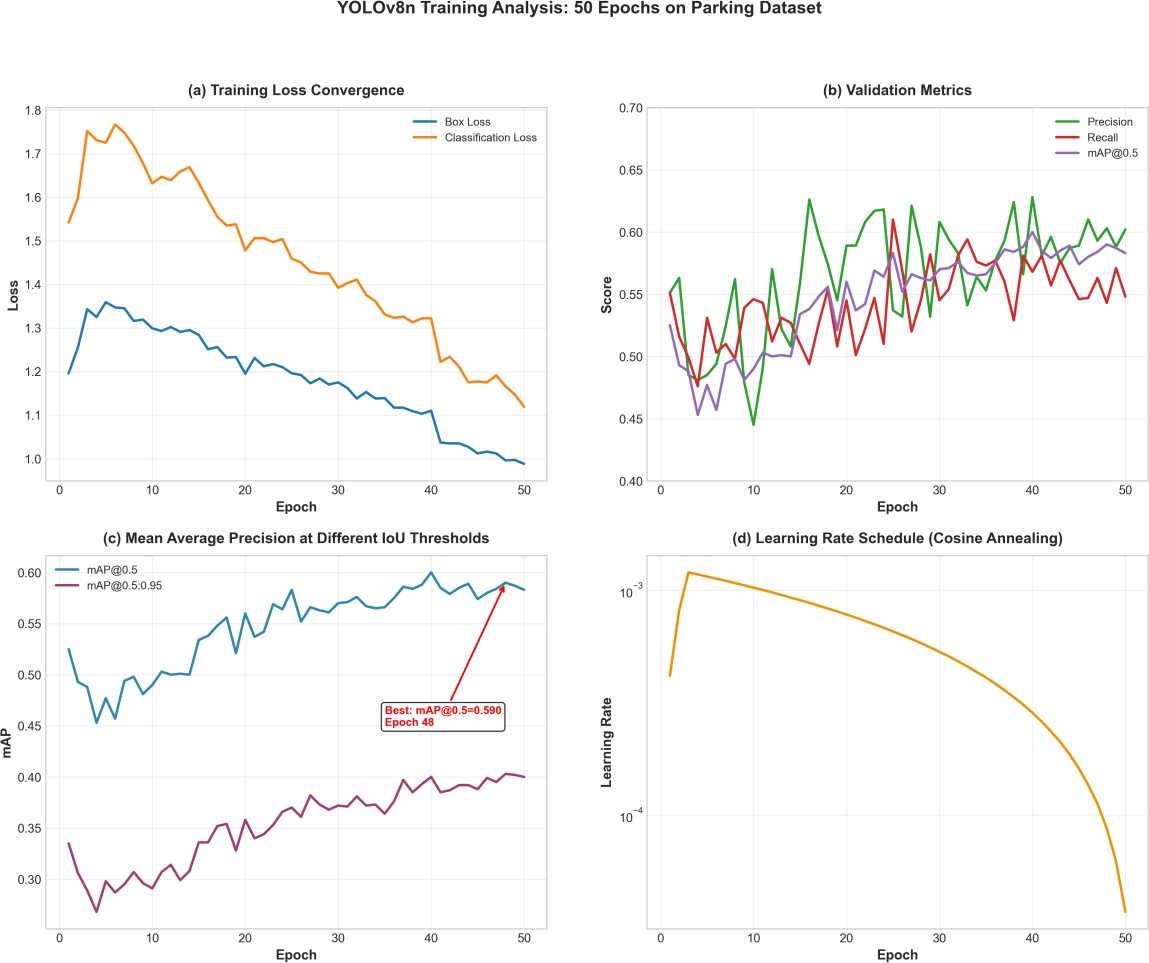 YOLOv8n Training Analysis: 50 Epochs on Parking Dataset
(a) Training Loss Convergence
1.8
1.7
1.6
1.5
1.4
1.3
1.2
1.1
1.0
Loss
Box Loss
Classification Loss
0 10 20 30 40 50
Epoch
(b) Validation Metrics
0.70
0.65
0.60
0.55
0.50
0.45
0.40
Score
Precision
Recall
mAP@0.5
0 10 20 30 40 50
Epoch
(c) Mean Average Precision at Different IoU Thresholds
0.60
0.55
0.50
0.45
0.40
0.35
0.30
mAP
mAP@0.5
mAP@0.5:0.95
Best: mAP@0.5=0.590
Epoch 48
0 10 20 30 40 50
Epoch
(d) Learning Rate Schedule (Cosine Annealing)
10⁻³
10⁻⁴
Learning Rate
0 10 20 30 40 50
Epoch